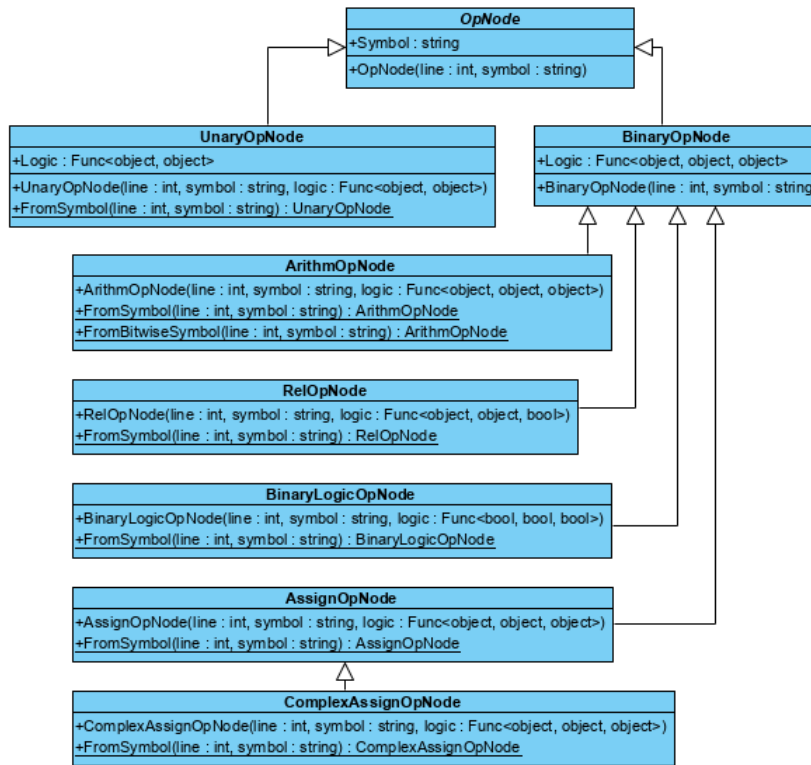 OpNode
+Symbol : string
+OpNode(line : int, symbol : string)
UnaryOpNode
+Logic : Func<object, object>
+UnaryOpNode(line : int, symbol : string, logic : Func<object, object>)
+FromSymbol(line : int, symbol : string) : UnaryOpNode
BinaryOpNode
+Logic : Func<object, object, object>
+BinaryOpNode(line : int, symbol : string
ArithmOpNode
+ArithmOpNode(line : int, symbol : string, logic : Func<object, object, object>)
+FromSymbol(line : int, symbol : string) : ArithmOpNode
+FromBitwiseSymbol(line : int, symbol : string) : ArithmOpNode
RelOpNode
+RelOpNode(line : int, symbol : string, logic : Func<object, object, bool>)
+FromSymbol(line : int, symbol : string) : RelOpNode
BinaryLogicOpNode
+BinaryLogicOpNode(line : int, symbol : string, logic : Func<bool, bool, bool>)
+FromSymbol(line : int, symbol : string) : BinaryLogicOpNode
AssignOpNode
+AssignOpNode(line : int, symbol : string, logic : Func<object, object, object>)
+FromSymbol(line : int, symbol : string) : AssignOpNode
ComplexAssignOpNode
+ComplexAssignOpNode(line : int, symbol : string, logic : Func<object, object, object>)
+FromSymbol(line : int, symbol : string) : ComplexAssignOpNode